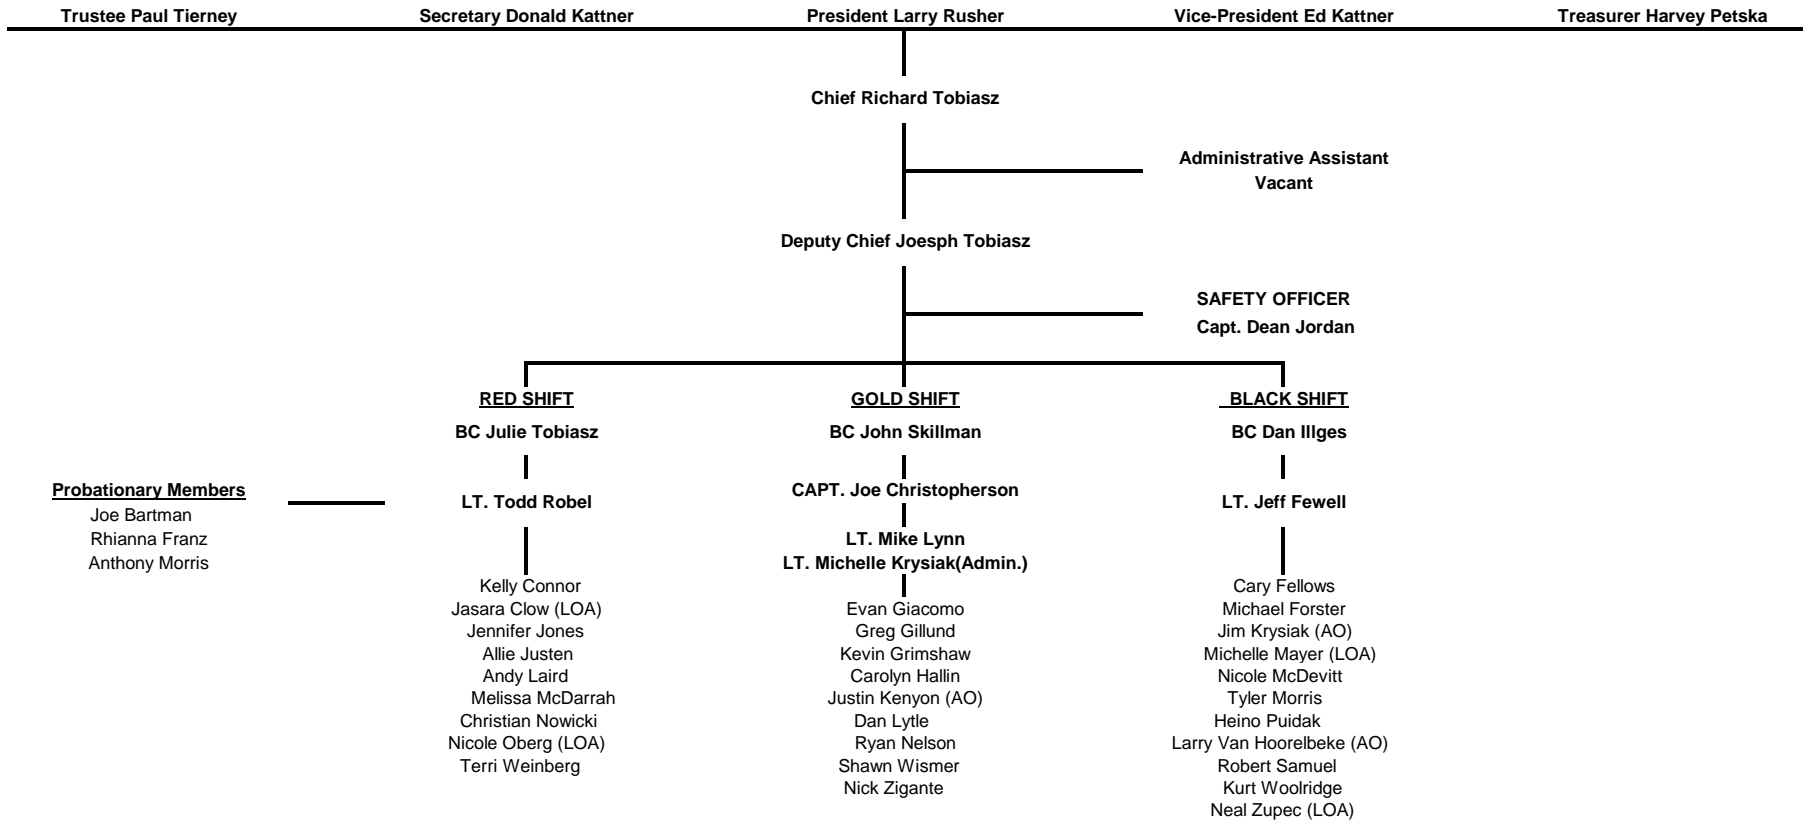 Trustee Paul Tierney
Secretary Donald Kattner
President Larry Rusher
Vice-President Ed Kattner
Treasurer Harvey Petska
Chief Richard Tobiasz
Administrative Assistant
Vacant
Deputy Chief Joesph Tobiasz
SAFETY OFFICER
Capt. Dean Jordan
RED SHIFT
BC Julie Tobiasz
LT. Todd Robel
Probationary Members
Joe Bartman
Rhianna Franz
Anthony Morris
Kelly Connor
Jasara Clow (LOA)
Jennifer Jones
Allie Justen
Andy Laird
Melissa McDarrah
Christian Nowicki
Nicole Oberg (LOA)
Terri Weinberg
GOLD SHIFT
BC John Skillman
CAPT. Joe Christopherson
LT. Mike Lynn
LT. Michelle Krysiak(Admin.)
Evan Giacomo
Greg Gillund
Kevin Grimshaw
Carolyn Hallin
Justin Kenyon (AO)
Dan Lytle
Ryan Nelson
Shawn Wismer
Nick Zigante
BLACK SHIFT
BC Dan Illges
LT. Jeff Fewell
Cary Fellows
Michael Forster
Jim Krysiak (AO)
Michelle Mayer (LOA)
Nicole McDevitt
Tyler Morris
Heino Puidak
Larry Van Hoorelbeke (AO)
Robert Samuel
Kurt Woolridge
Neal Zupec (LOA)